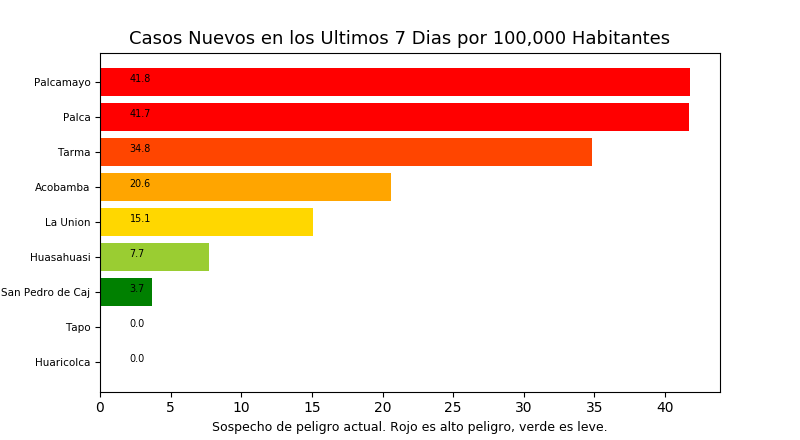 Casos Nuevos en los Ultimos 7 Dias por 100,000 Habitantes
Palcamayo 41.8
Palca 41.7
Tarma 34.8
Acobamba 20.6
La Union 15.1
Huasahuasi 7.7
San Pedro de Caj 3.7
Tapo 0.0
Huaricolca 0.0
0 5 10 15 20 25 30 35 40
Sospecho de peligro actual. Rojo es alto peligro, verde es leve.